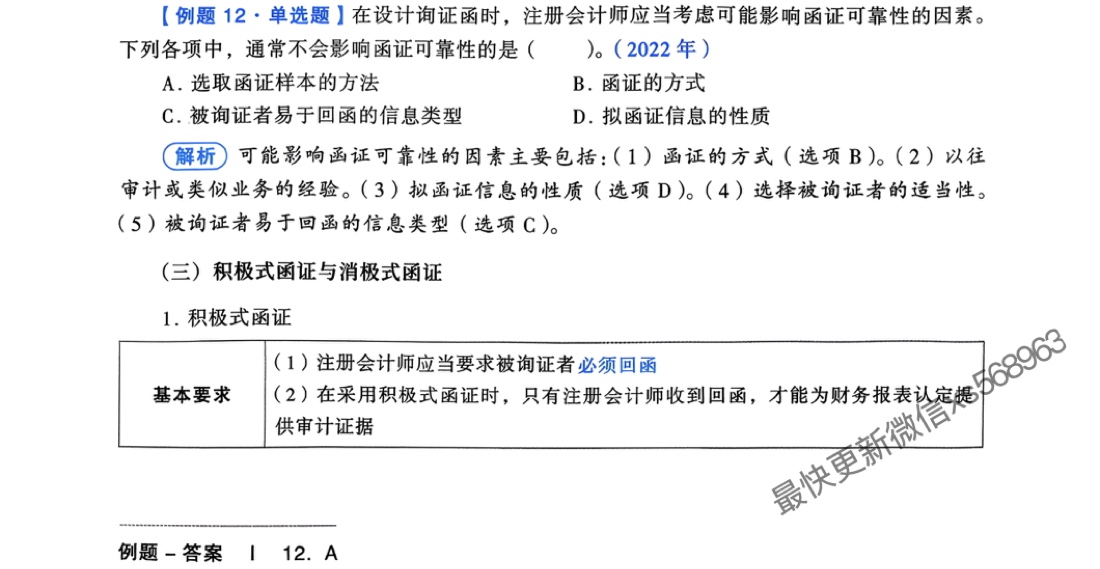 【例题 12·单选题】在设计询证函时，注册会计师应当考虑可能影响函证可靠性的因素。
下列各项中，通常不会影响函证可靠性的是（　　）。（2022 年）
A. 选取函证样本的方法　　B. 函证的方式
C. 被询证者易于回函的信息类型　　D. 拟函证信息的性质
解析 可能影响函证可靠性的因素主要包括：（1）函证的方式（选项 B）。（2）以往
审计或类似业务的经验。（3）拟函证信息的性质（选项 D）。（4）选择被询证者的适当性。
（5）被询证者易于回函的信息类型（选项 C）。
（三）积极式函证与消极式函证
1. 积极式函证
（1）注册会计师应当要求被询证者必须回函
基本要求
（2）在采用积极式函证时，只有注册会计师收到回函，才能为财务报表认定提
供审计证据
最快更新微信xs568963
例题 – 答案　|　12. A